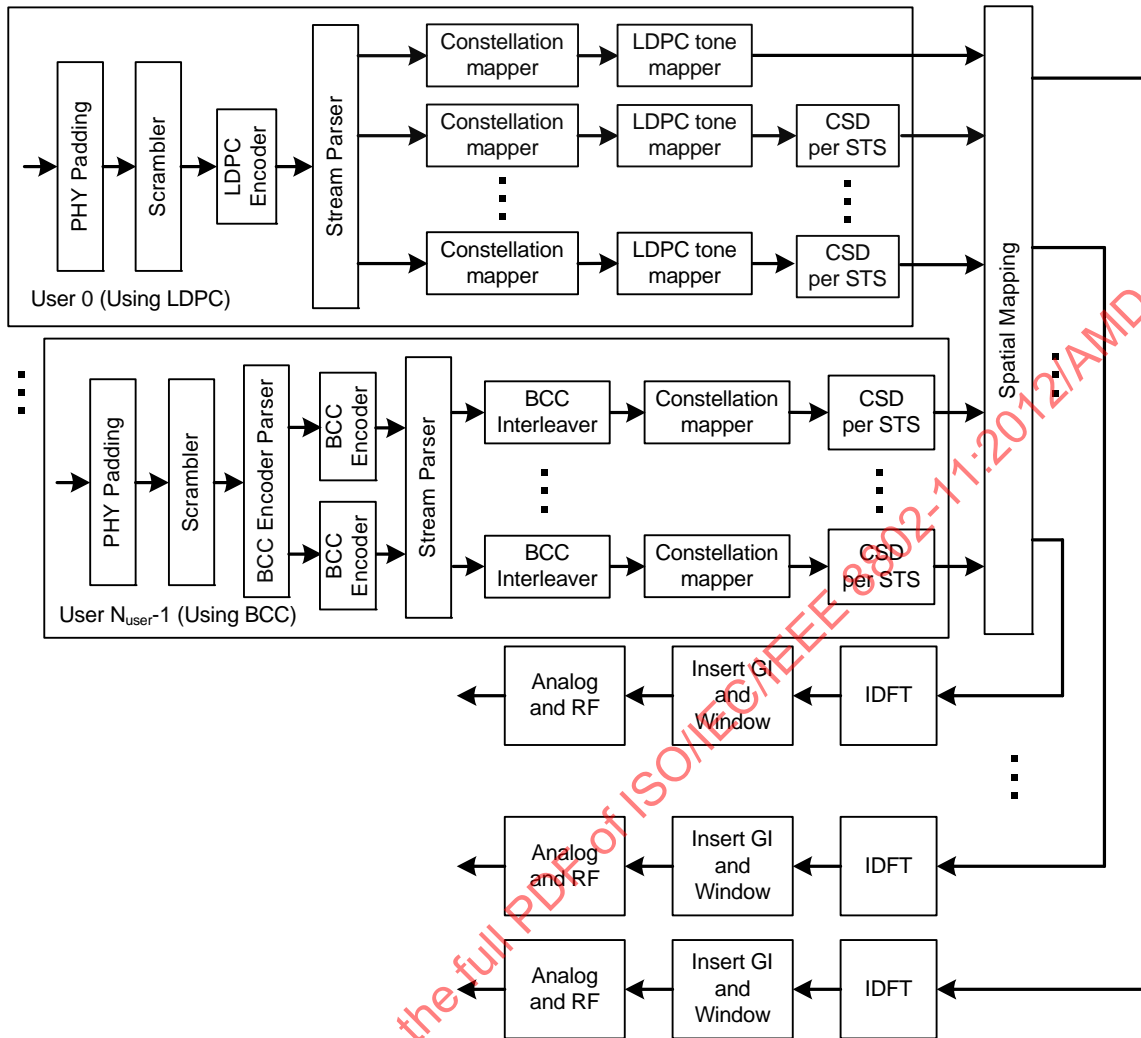 PHY Padding
Scrambler
LDPC
Encoder
Stream Parser
Constellation
mapper
LDPC tone
mapper
Constellation
mapper
LDPC tone
mapper
CSD
per STS
Constellation
mapper
LDPC tone
mapper
CSD
per STS
User 0 (Using LDPC)
Spatial Mapping
PHY Padding
Scrambler
BCC Encoder Parser
BCC
Encoder
BCC
Encoder
Stream Parser
BCC
Interleaver
Constellation
mapper
CSD
per STS
BCC
Interleaver
Constellation
mapper
CSD
per STS
User Nuser-1 (Using BCC)
Analog
and RF
Insert GI
and
Window
IDFT
Analog
and RF
Insert GI
and
Window
IDFT
Analog
and RF
Insert GI
and
Window
IDFT
the full PDF of ISO/IEC/IEEE 8802-11:2012/AMD